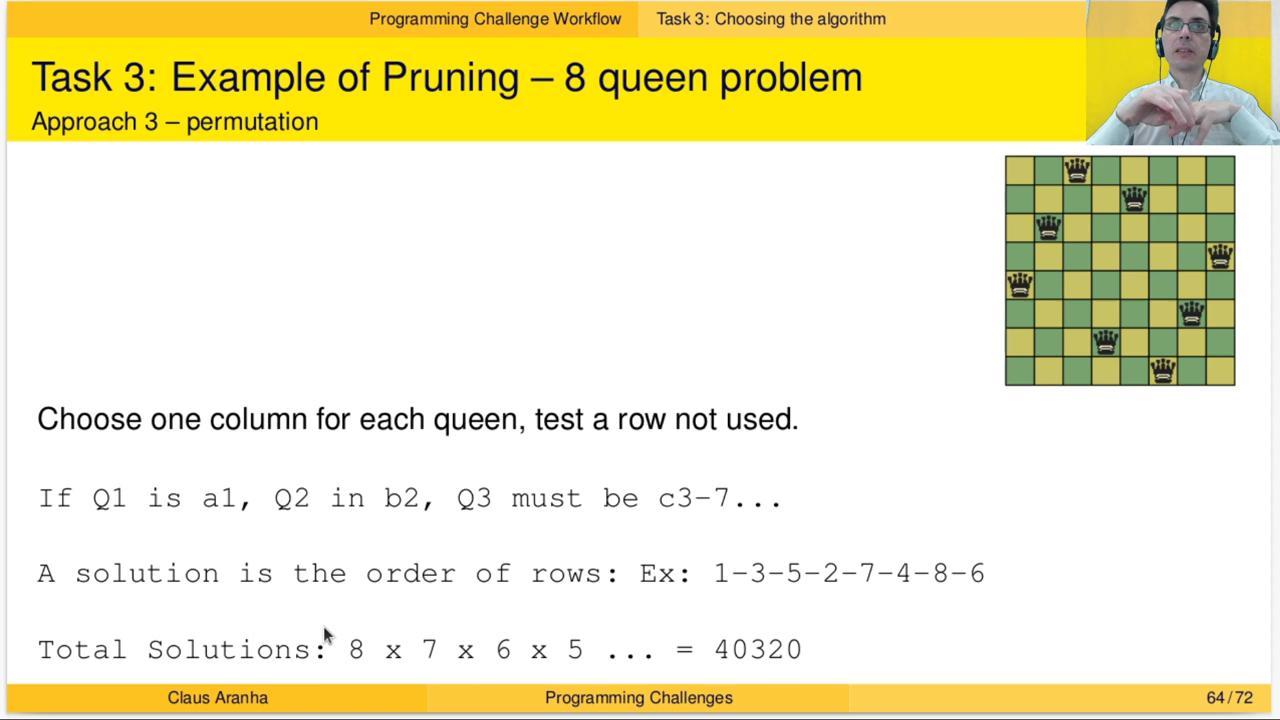 Programming Challenge Workflow Task 3: Choosing the algorithm
Task 3: Example of Pruning – 8 queen problem
Approach 3 – permutation
Choose one column for each queen, test a row not used.
If Q1 is a1, Q2 in b2, Q3 must be c3-7...
A solution is the order of rows: Ex: 1-3-5-2-7-4-8-6
Total Solutions: 8 x 7 x 6 x 5 ... = 40320
Claus Aranha Programming Challenges 64/72